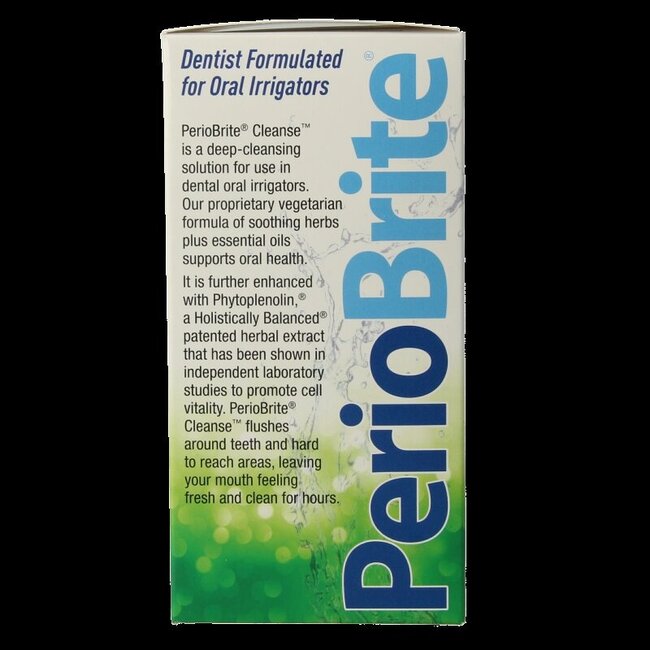 Dentist Formulated
for Oral Irrigators
PerioBrite® Cleanse™
is a deep-cleansing
solution for use in
dental oral irrigators.
Our proprietary vegetarian
formula of soothing herbs
plus essential oils
supports oral health.
It is further enhanced
with Phytoplenolin,®
a Holistically Balanced®
patented herbal extract
that has been shown in
independent laboratory
studies to promote cell
vitality. PerioBrite®
Cleanse™ flushes
around teeth and hard
to reach areas, leaving
your mouth feeling
fresh and clean for hours.
PerioBrite®